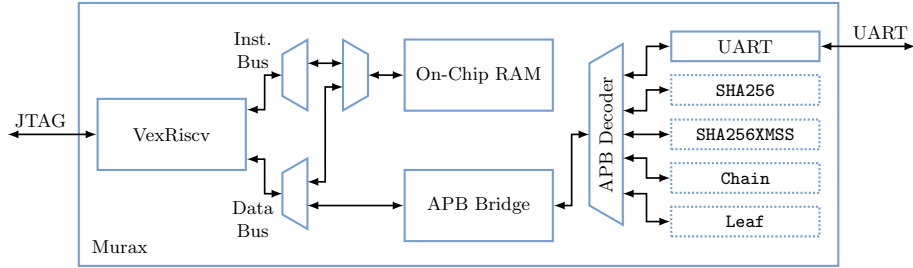 Inst.
Bus
UART
UART
On-Chip RAM
SHA256
JTAG
VexRiscv
APB Decoder
SHA256XMSS
Chain
Data
Bus
APB Bridge
Leaf
Murax